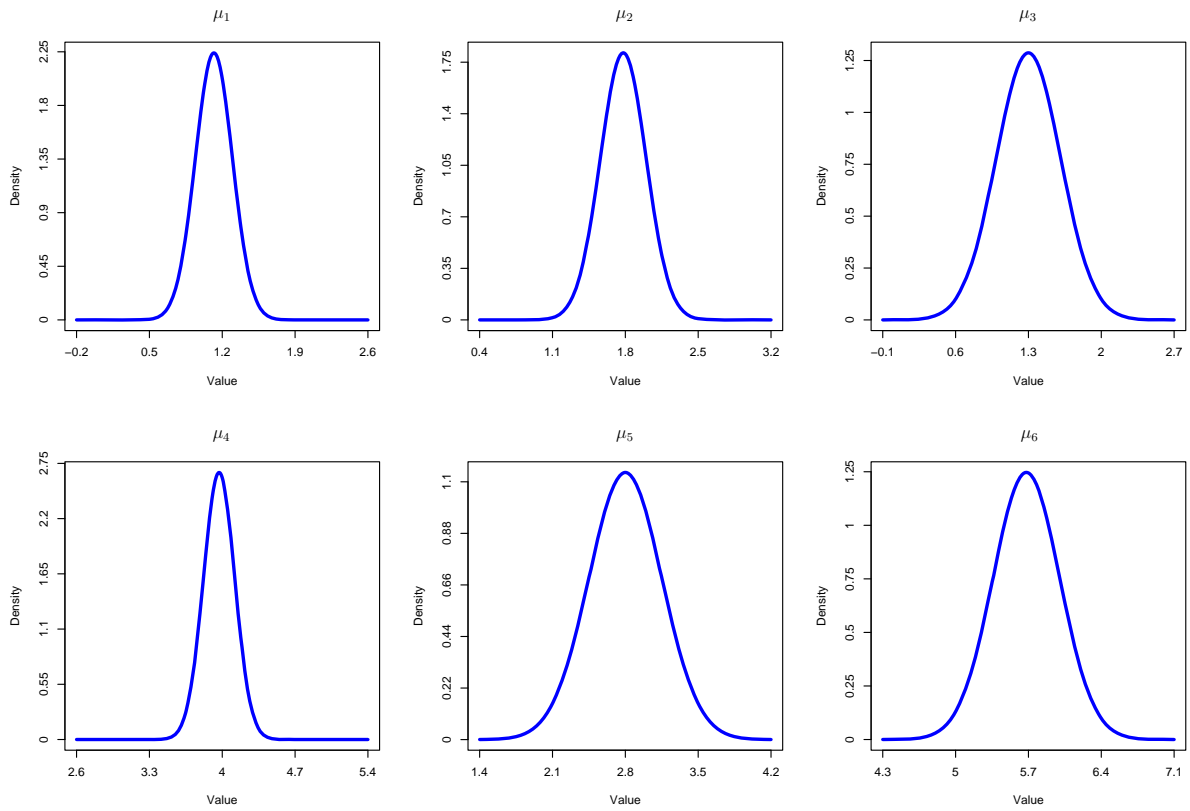 μ₁
2.25
1.8
1.35
0.9
0.45
0
Density
−0.2 0.5 1.2 1.9 2.6
Value
μ₂
1.75
1.4
1.05
0.7
0.35
0
Density
0.4 1.1 1.8 2.5 3.2
Value
μ₃
1.25
1
0.75
0.5
0.25
0
Density
−0.1 0.6 1.3 2 2.7
Value
μ₄
2.75
2.2
1.65
1.1
0.55
0
Density
2.6 3.3 4 4.7 5.4
Value
μ₅
1.1
0.88
0.66
0.44
0.22
0
Density
1.4 2.1 2.8 3.5 4.2
Value
μ₆
1.25
1
0.75
0.5
0.25
0
Density
4.3 5 5.7 6.4 7.1
Value